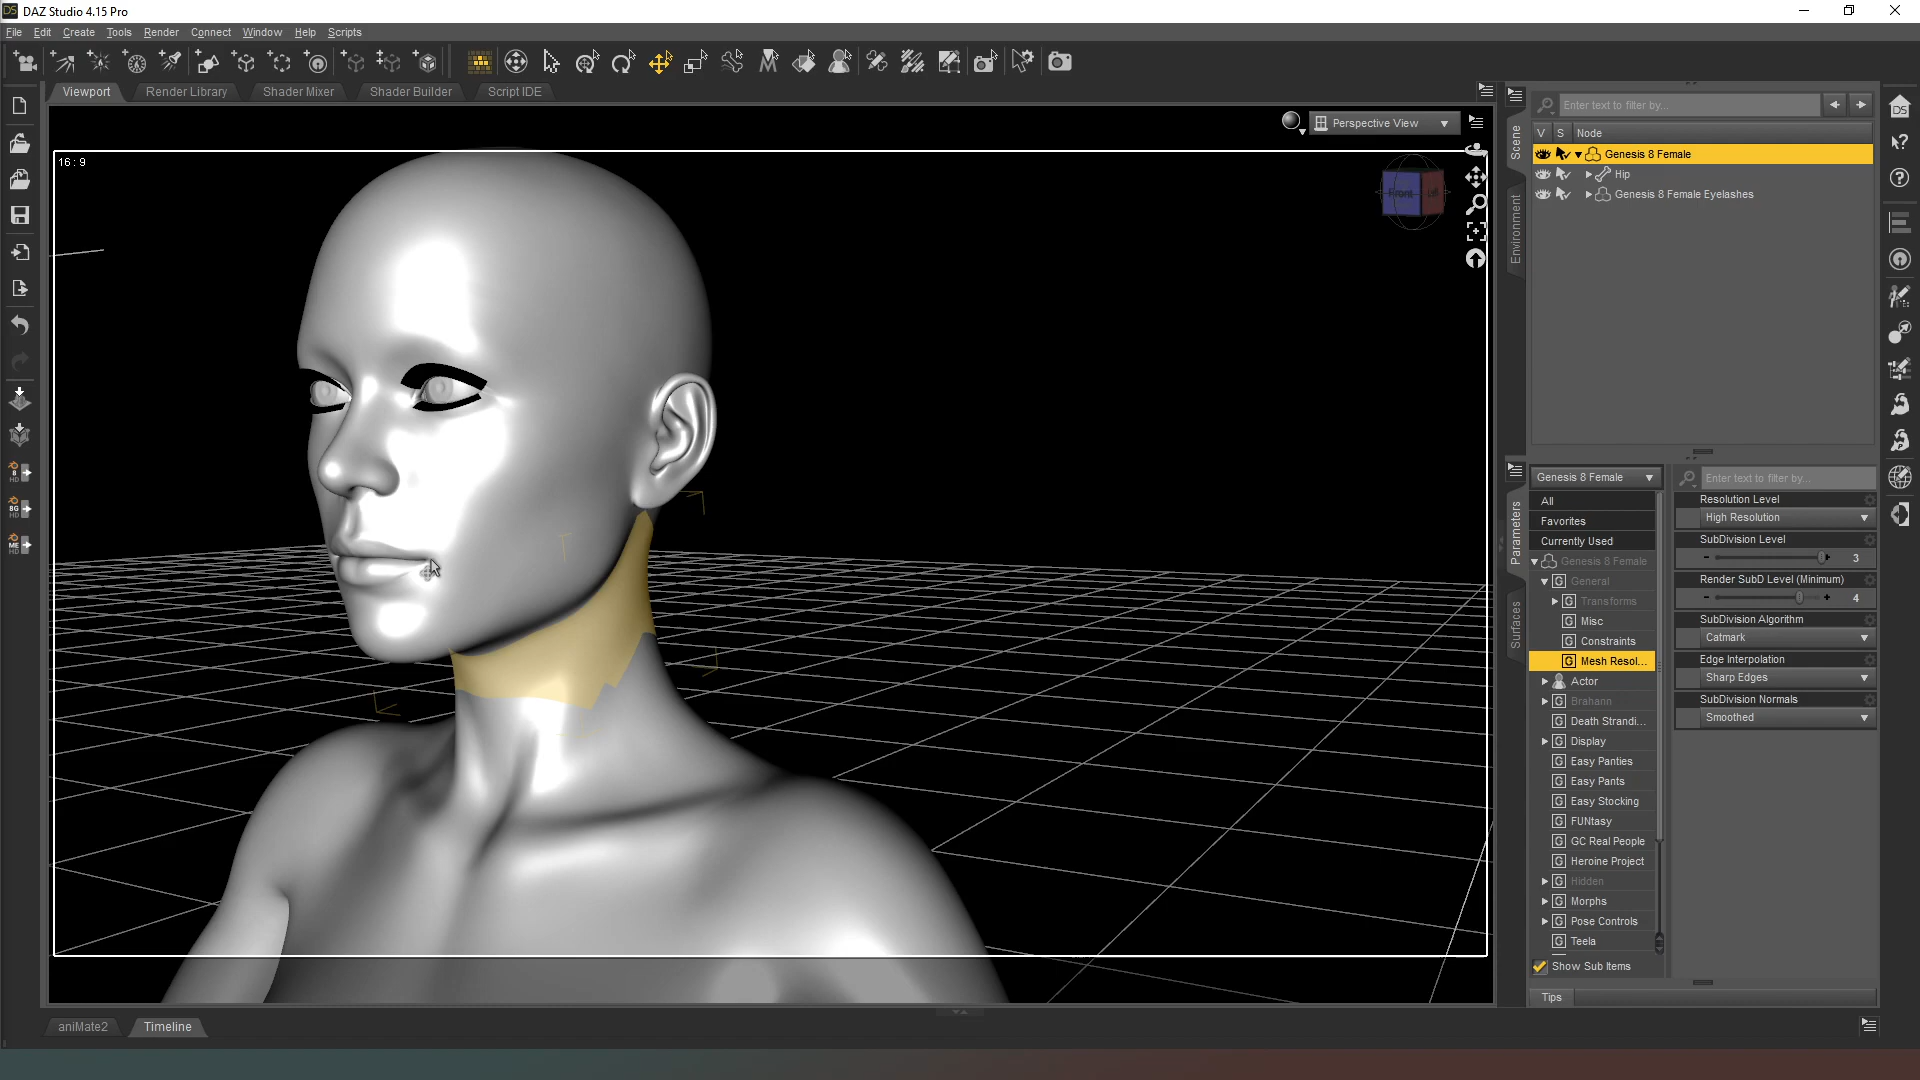 DAZ Studio 4.15 Pro
File Edit Create Tools Render Connect Window Help Scripts
Viewport Render Library Shader Mixer Shader Builder Script IDE
16 : 9
Perspective View
Front
Scene
Environment
Enter text to filter by...
V S Node
Genesis 8 Female
Hip
Genesis 8 Female Eyelashes
Parameters
Surfaces
Genesis 8 Female
All
Favorites
Currently Used
Genesis 8 Female
General
Transforms
Misc
Constraints
Mesh Resol...
Actor
Brahann
Death Strandi...
Display
Easy Panties
Easy Pants
Easy Stocking
FUNtasy
GC Real People
Heroine Project
Hidden
Morphs
Pose Controls
Teela
Show Sub Items
Enter text to filter by...
Resolution Level
High Resolution
SubDivision Level
3
Render SubD Level (Minimum)
4
SubDivision Algorithm
Catmark
Edge Interpolation
Sharp Edges
SubDivision Normals
Smoothed
Tips
aniMate2 Timeline